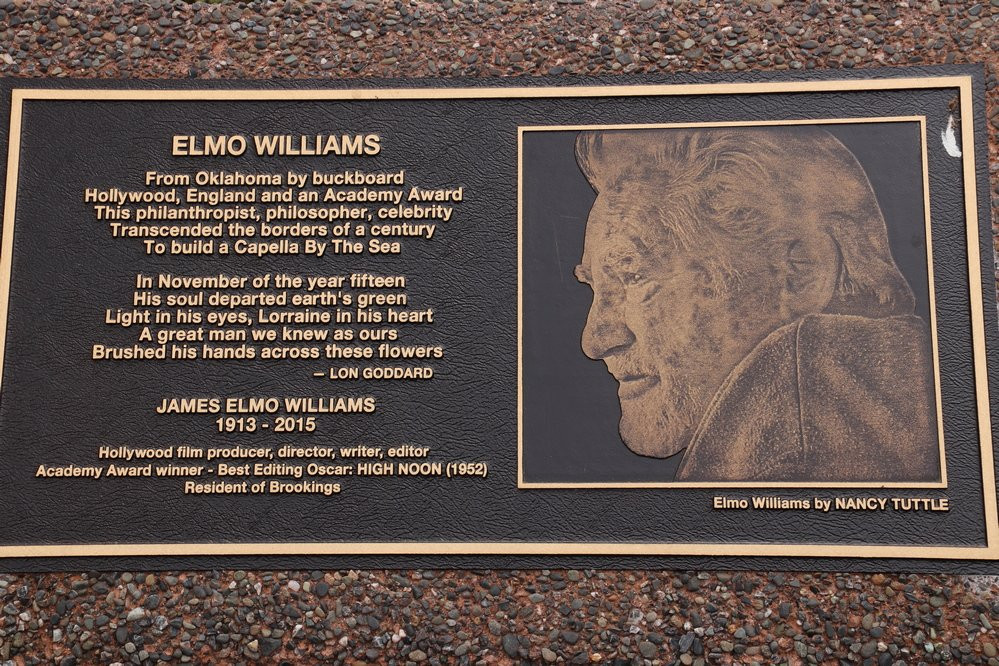 ELMO WILLIAMS
From Oklahoma by buckboard
Hollywood, England and an Academy Award
This philanthropist, philosopher, celebrity
Transcended the borders of a century
To build a Capella By The Sea
In November of the year fifteen
His soul departed earth's green
Light in his eyes, Lorraine in his heart
A great man we knew as ours
Brushed his hands across these flowers
— LON GODDARD
JAMES ELMO WILLIAMS
1913 - 2015
Hollywood film producer, director, writer, editor
Academy Award winner - Best Editing Oscar: HIGH NOON (1952)
Resident of Brookings
Elmo Williams by NANCY TUTTLE